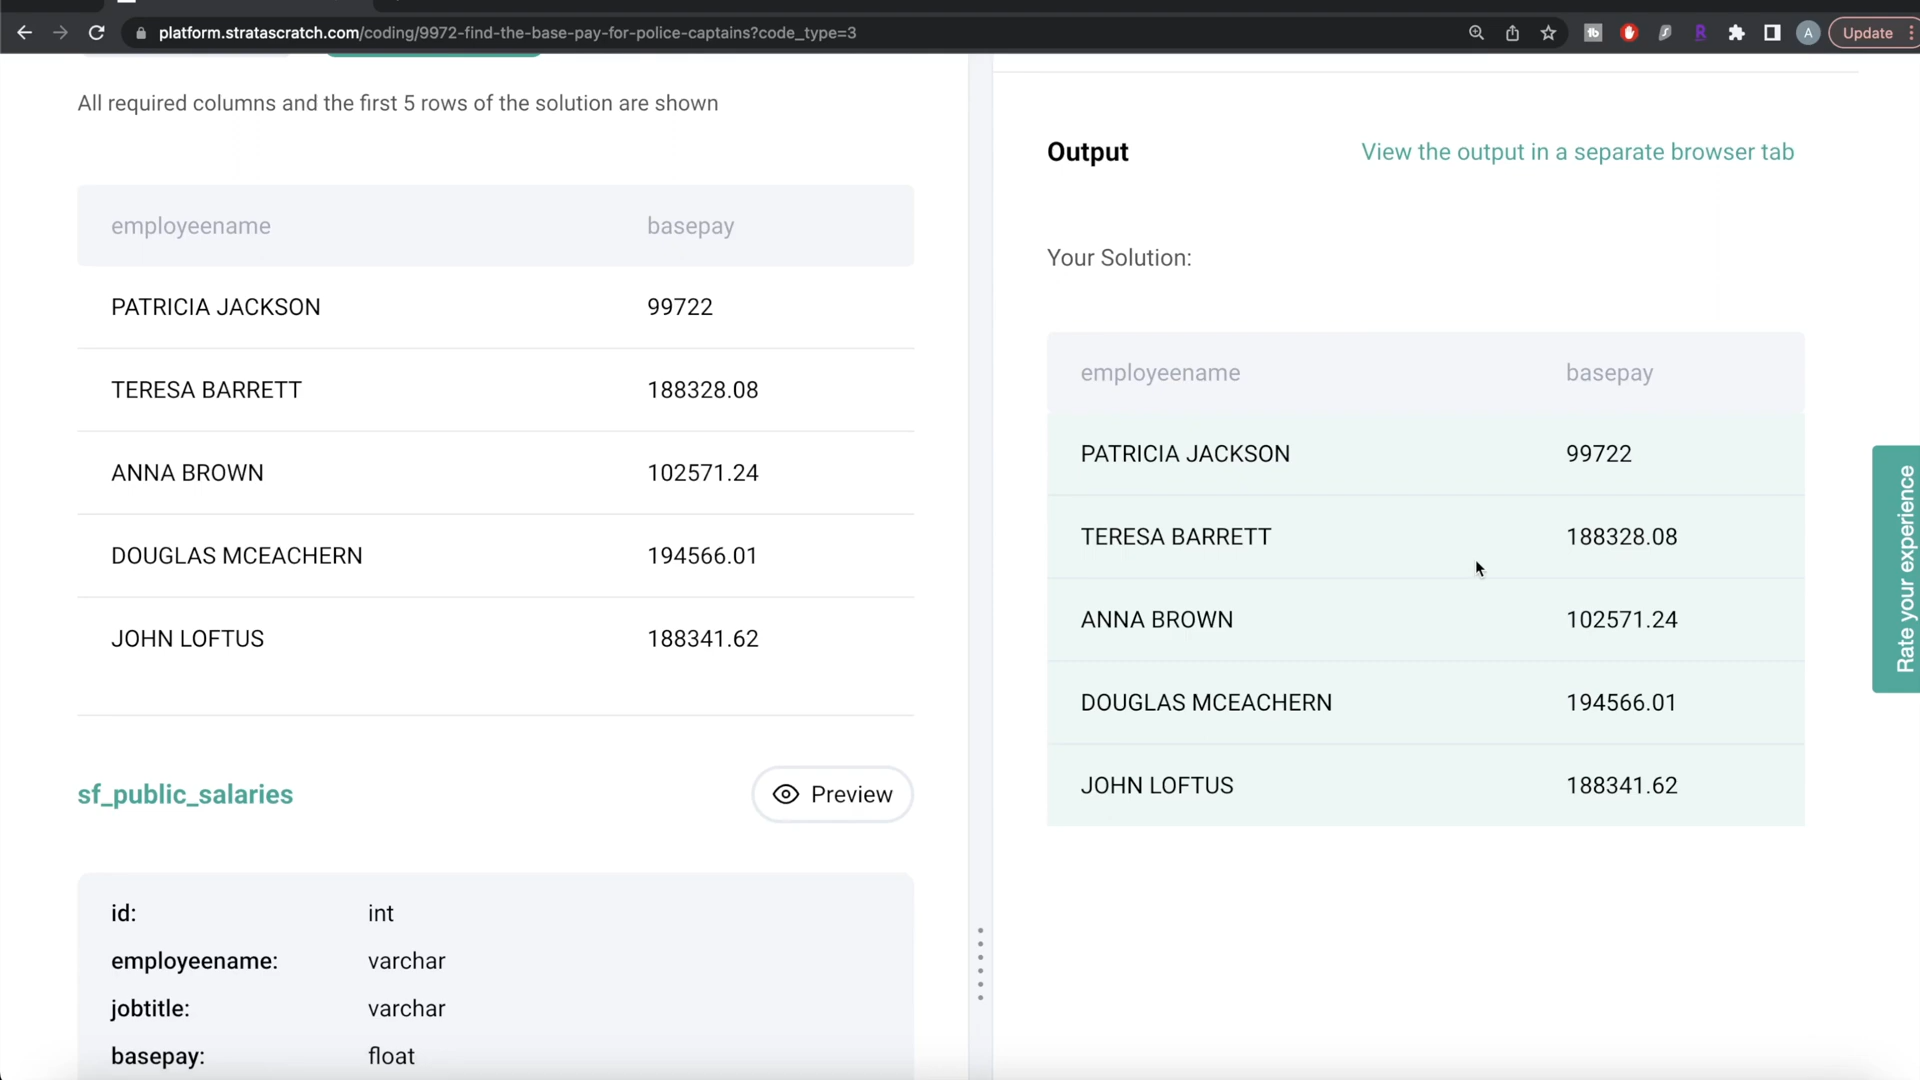 platform.stratascratch.com/coding/9972-find-the-base-pay-for-police-captains?code_type=3
A
Update
All required columns and the first 5 rows of the solution are shown
employeename basepay
PATRICIA JACKSON 99722
TERESA BARRETT 188328.08
ANNA BROWN 102571.24
DOUGLAS MCEACHERN 194566.01
JOHN LOFTUS 188341.62
sf_public_salaries
Preview
id: int
employeename: varchar
jobtitle: varchar
basepay: float
Output
View the output in a separate browser tab
Your Solution:
employeename basepay
PATRICIA JACKSON 99722
TERESA BARRETT 188328.08
ANNA BROWN 102571.24
DOUGLAS MCEACHERN 194566.01
JOHN LOFTUS 188341.62
Rate your experience